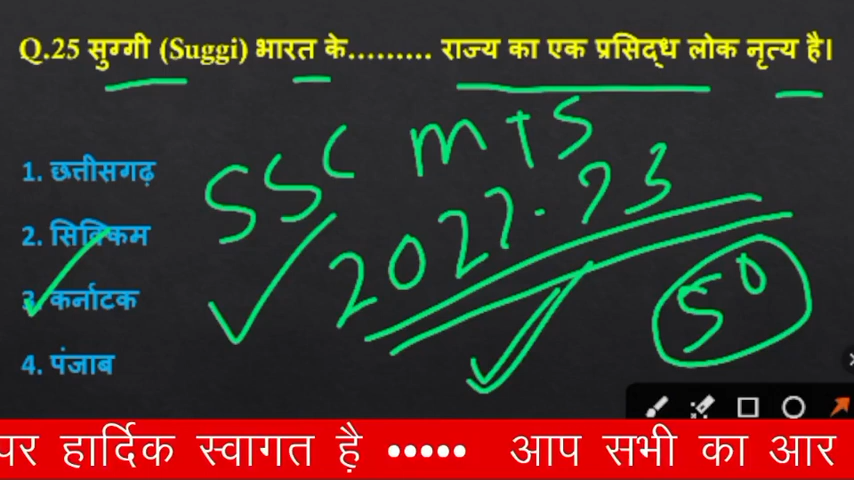 Q.25 सुग्गी (Suggi) भारत के......... राज्य का एक प्रसिद्ध लोक नृत्य है।
SSC MTS
1. छत्तीसगढ़
2022-23
2. सिक्किम
3. कर्नाटक
50
4. पंजाब
पर हार्दिक स्वागत है ••••• आप सभी का आर